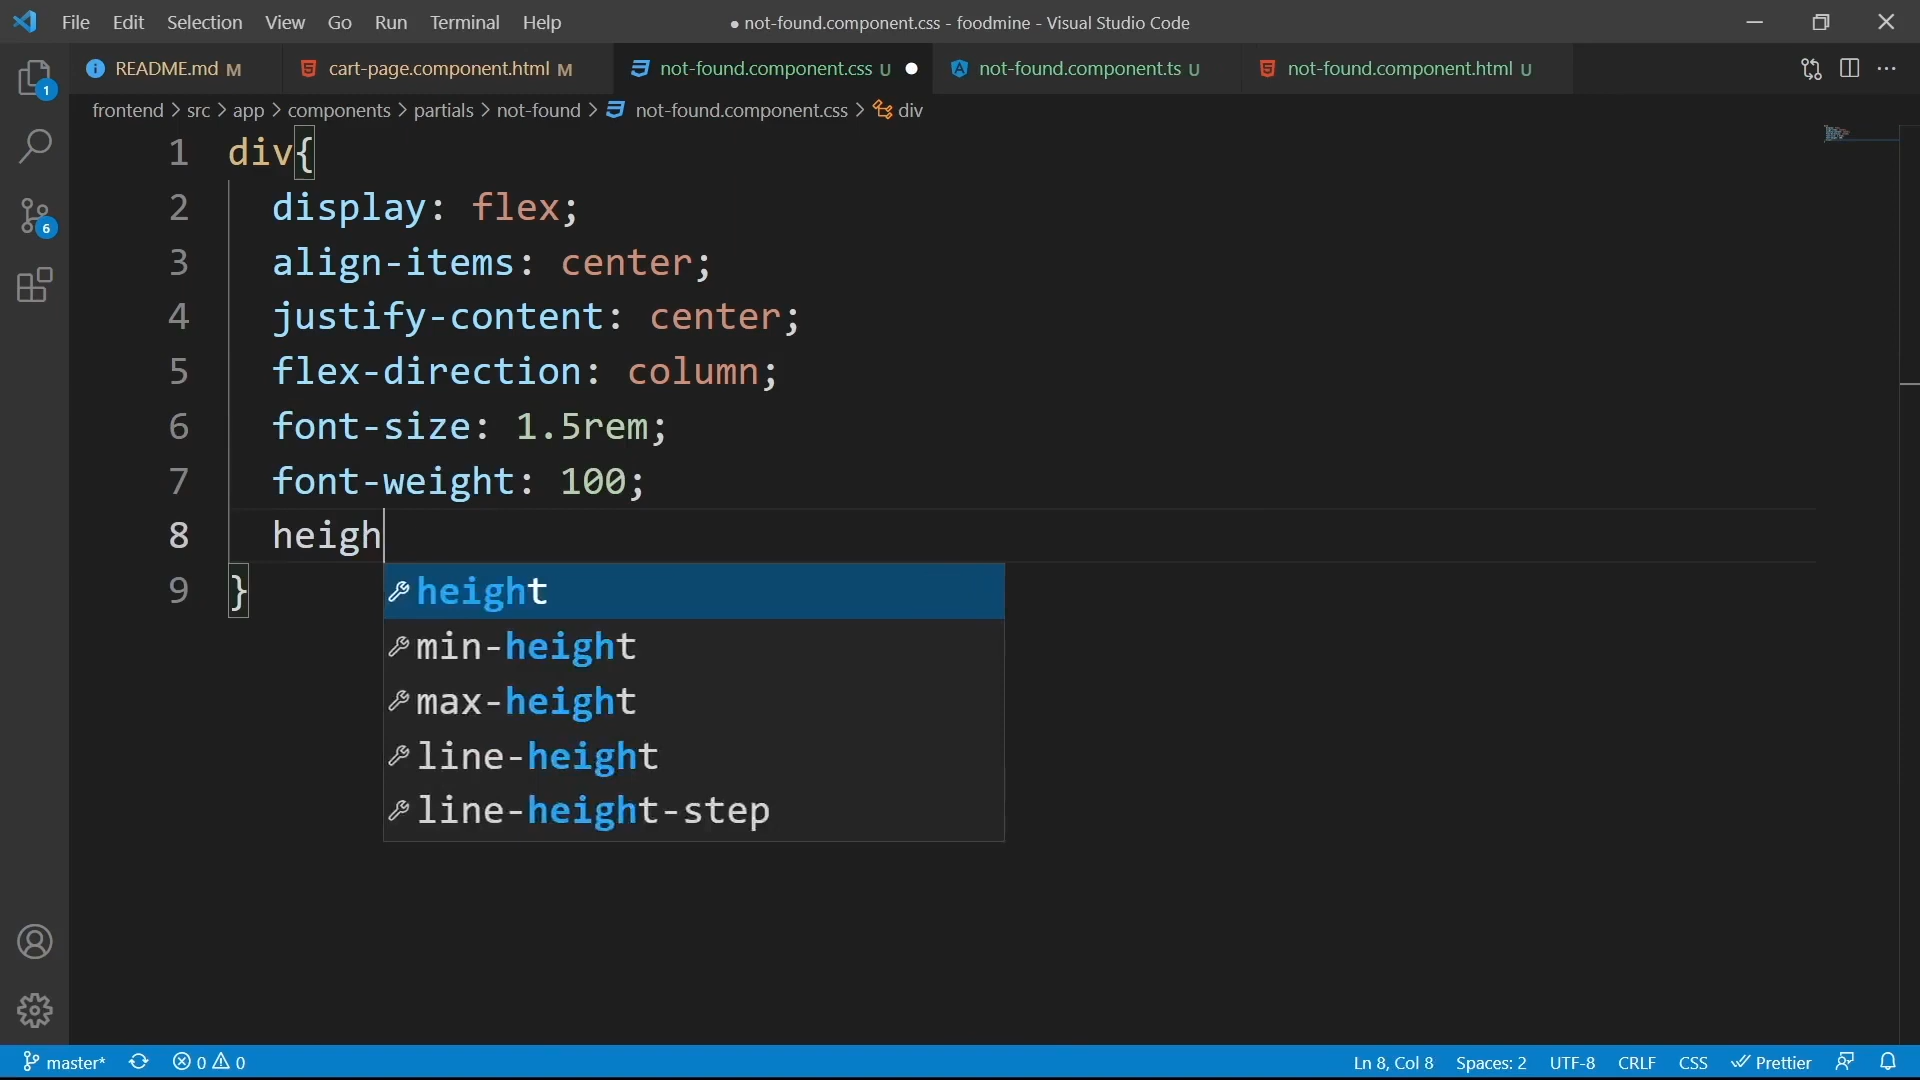 File Edit Selection View Go Run Terminal Help
● not-found.component.css - foodmine - Visual Studio Code
README.md M
cart-page.component.html M
not-found.component.css U
not-found.component.ts U
not-found.component.html U
frontend > src > app > components > partials > not-found > not-found.component.css > div
1 div{
2 display: flex;
3 align-items: center;
4 justify-content: center;
5 flex-direction: column;
6 font-size: 1.5rem;
7 font-weight: 100;
8 heigh
9 }
height
min-height
max-height
line-height
line-height-step
1
6
master* 0 0
Ln 8, Col 8 Spaces: 2 UTF-8 CRLF CSS Prettier